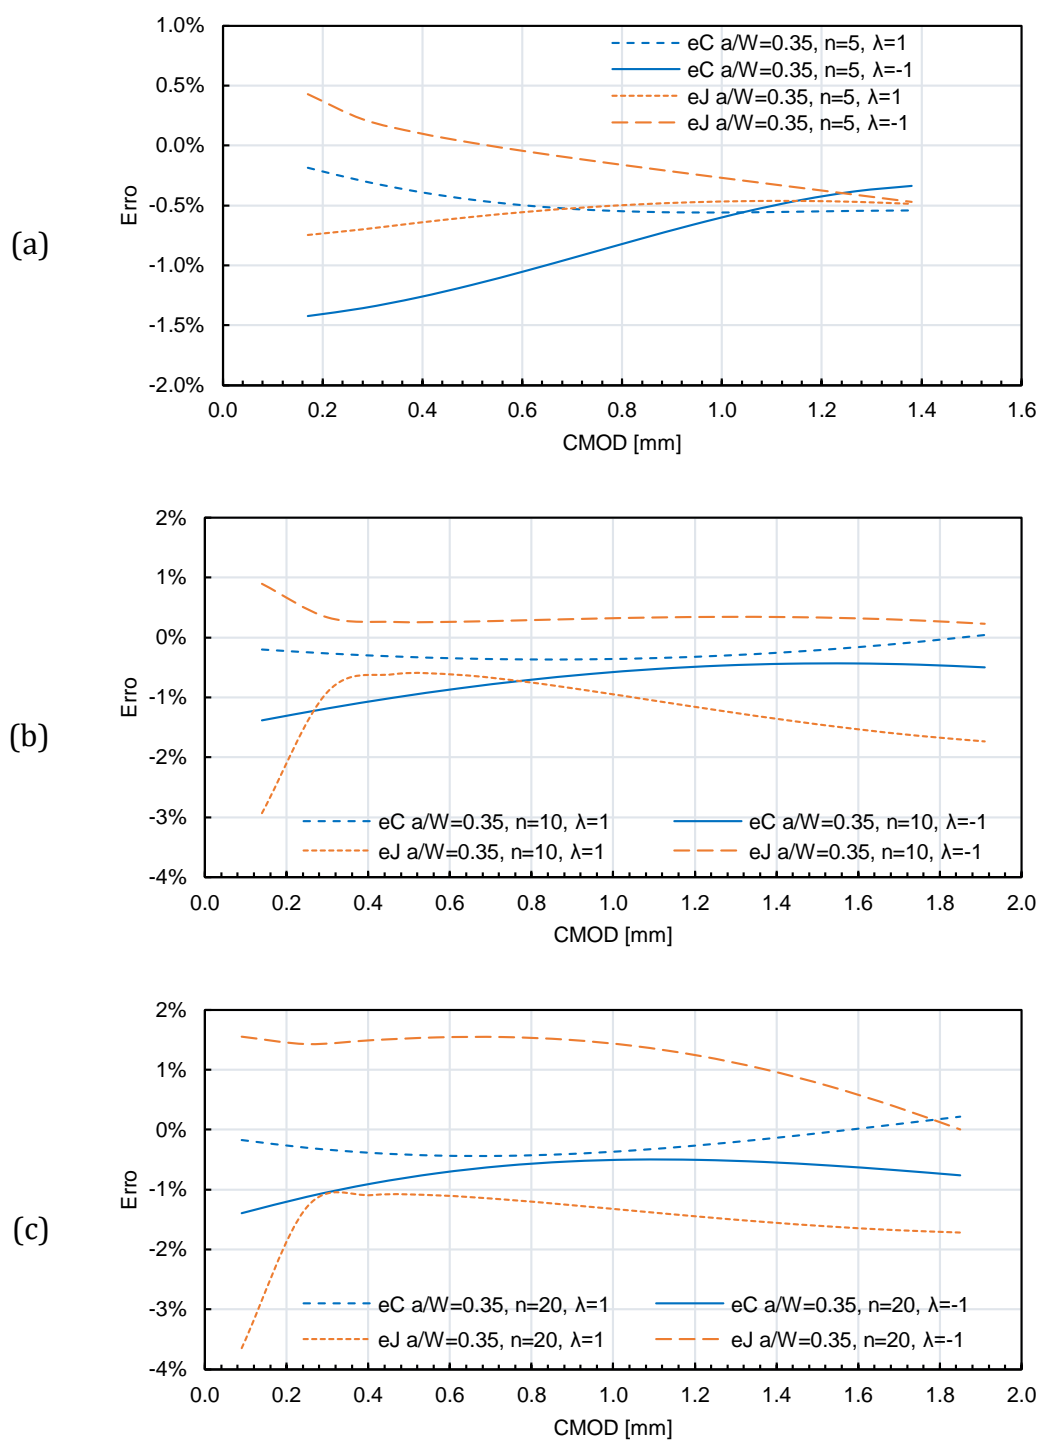 1.0%
eC a/W=0.35, n=5, λ=1
eC a/W=0.35, n=5, λ=-1
0.5%
eJ a/W=0.35, n=5, λ=1
eJ a/W=0.35, n=5, λ=-1
0.0%
Erro
-0.5%
(a)
-1.0%
-1.5%
-2.0%
0.0 0.2 0.4 0.6 0.8 1.0 1.2 1.4 1.6
CMOD [mm]
2%
1%
0%
Erro
-1%
(b)
-2%
-3%
eC a/W=0.35, n=10, λ=1 eC a/W=0.35, n=10, λ=-1
eJ a/W=0.35, n=10, λ=1 eJ a/W=0.35, n=10, λ=-1
-4%
0.0 0.2 0.4 0.6 0.8 1.0 1.2 1.4 1.6 1.8 2.0
CMOD [mm]
2%
1%
0%
Erro
-1%
(c)
-2%
-3%
eC a/W=0.35, n=20, λ=1 eC a/W=0.35, n=20, λ=-1
eJ a/W=0.35, n=20, λ=1 eJ a/W=0.35, n=20, λ=-1
-4%
0.0 0.2 0.4 0.6 0.8 1.0 1.2 1.4 1.6 1.8 2.0
CMOD [mm]